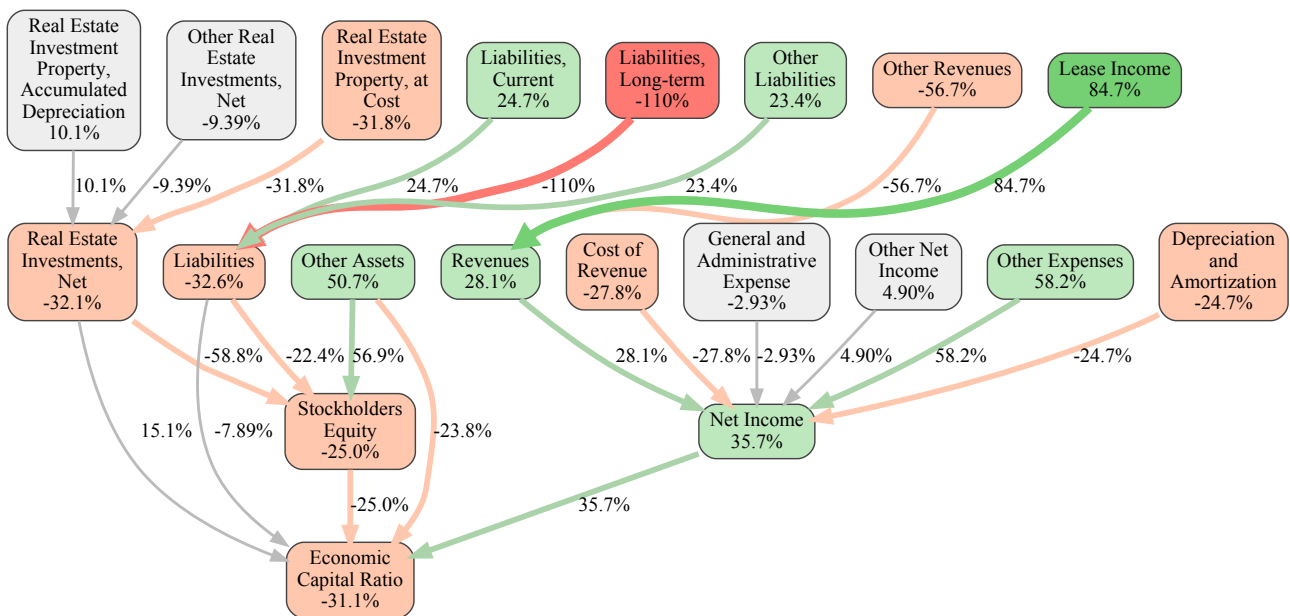 Real Estate
Investment
Property,
Accumulated
Depreciation
10.1%
Other Real
Estate
Investments,
Net
-9.39%
Real Estate
Investment
Property, at
Cost
-31.8%
Liabilities,
Current
24.7%
Liabilities,
Long-term
-110%
Other
Liabilities
23.4%
Other Revenues
-56.7%
Lease Income
84.7%
10.1%
-9.39%
-31.8%
24.7%
-110%
23.4%
-56.7%
84.7%
Real Estate
Investments,
Net
-32.1%
Liabilities
-32.6%
Other Assets
50.7%
Revenues
28.1%
Cost of
Revenue
-27.8%
General and
Administrative
Expense
-2.93%
Other Net
Income
4.90%
Other Expenses
58.2%
Depreciation
and
Amortization
-24.7%
-58.8%
-22.4%
56.9%
28.1%
-27.8%
-2.93%
4.90%
58.2%
-24.7%
15.1%
-7.89%
Stockholders
Equity
-25.0%
-23.8%
Net Income
35.7%
-25.0%
35.7%
Economic
Capital Ratio
-31.1%